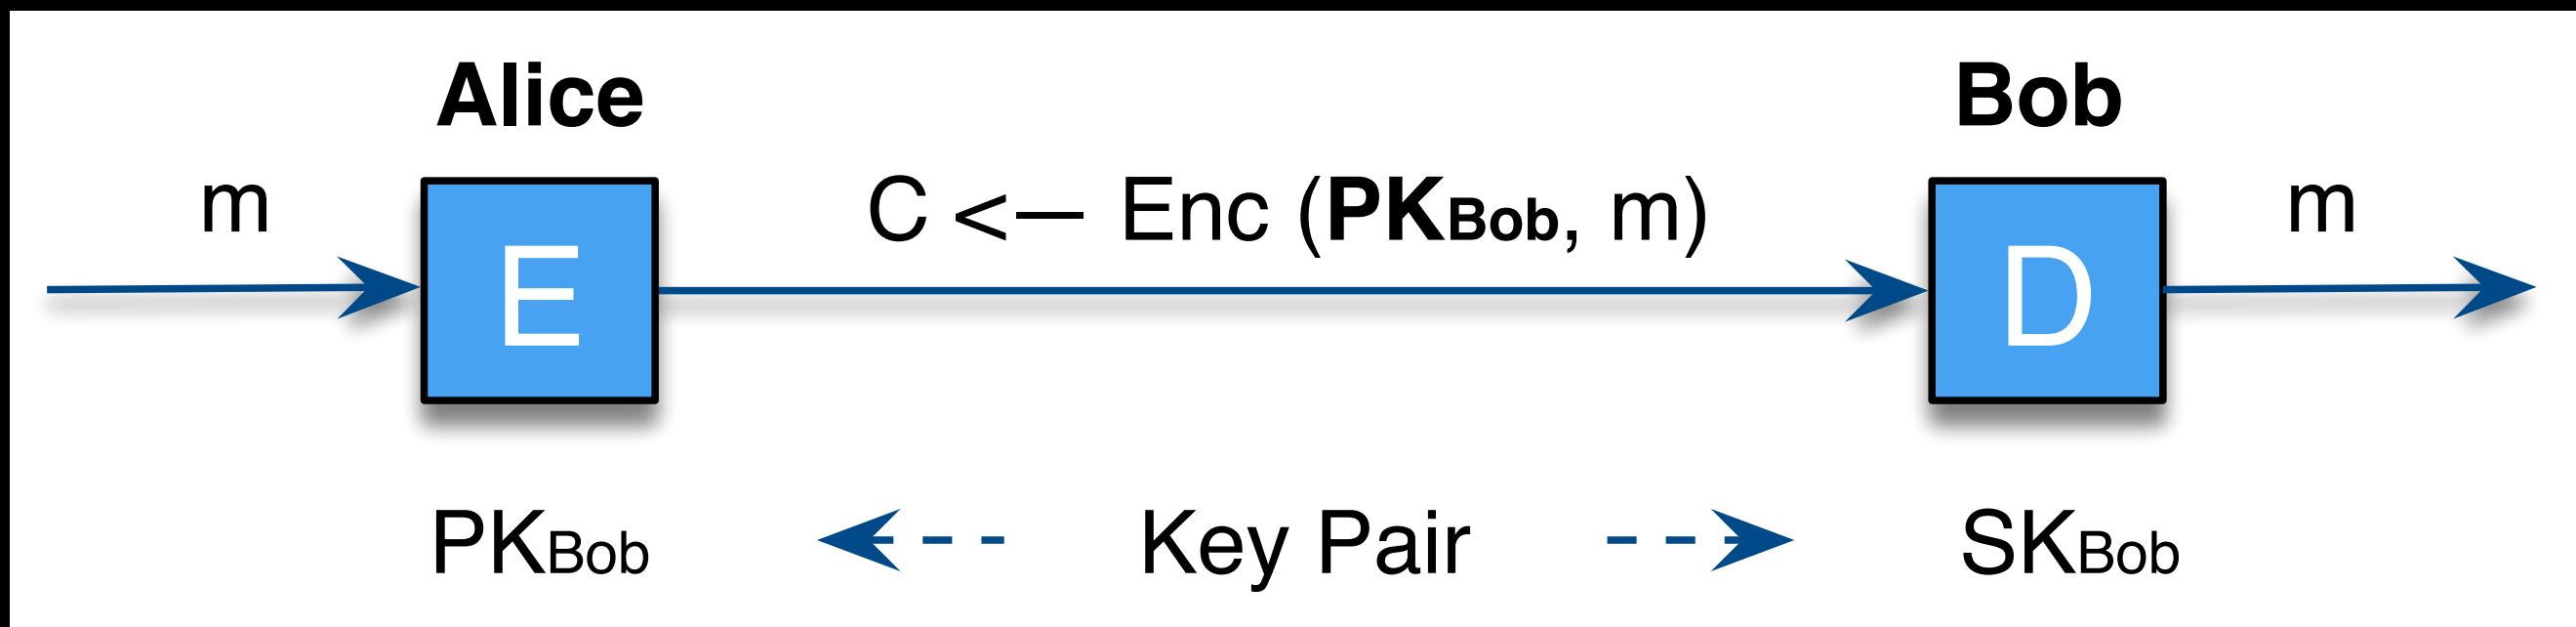 Alice
Bob
m
C <— Enc (PKBob, m)
m
E
D
PKBob
Key Pair
SKBob